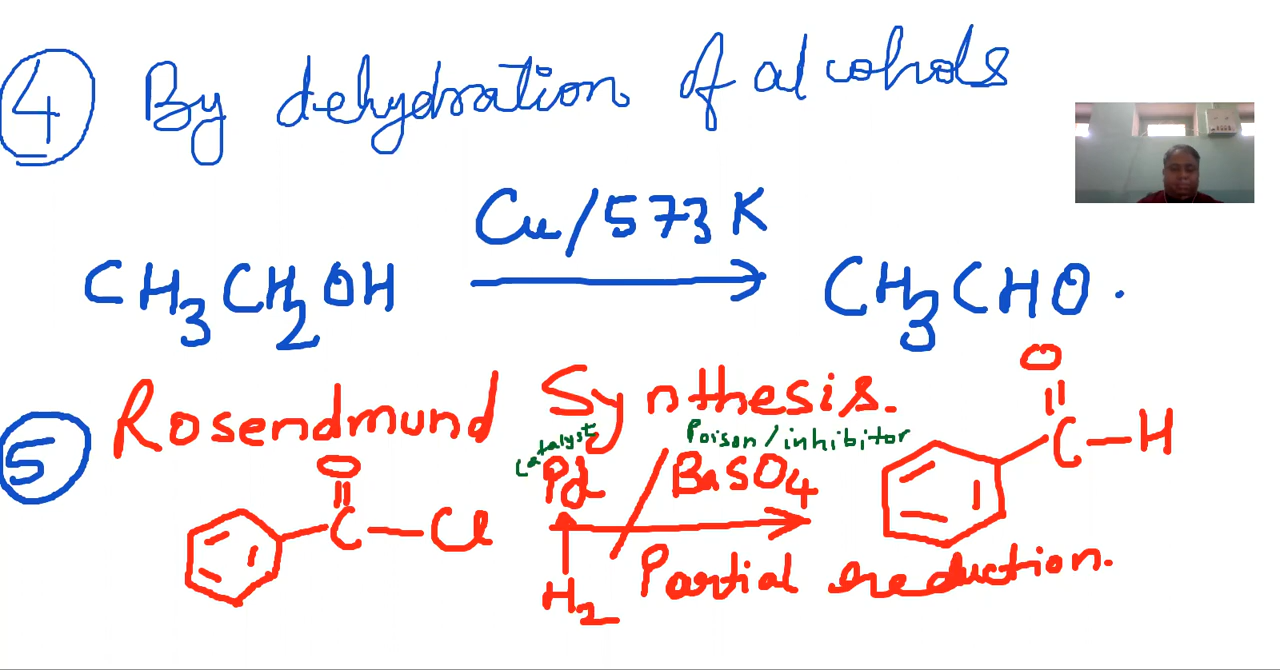 4 By dehydration of alcohols
Cu/573 K
CH3CH2OH → CH3CHO.
5 Rosendmund Synthesis.
O
Catalyst Poison/inhibitor
O Pd / BaSO4 C-H
C-Cl
H2 Partial reduction.